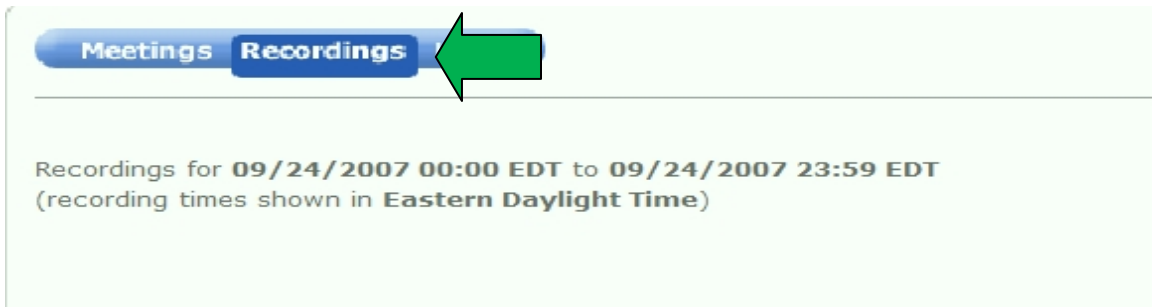 Meetings Recordings
Recordings for 09/24/2007 00:00 EDT to 09/24/2007 23:59 EDT
(recording times shown in Eastern Daylight Time)